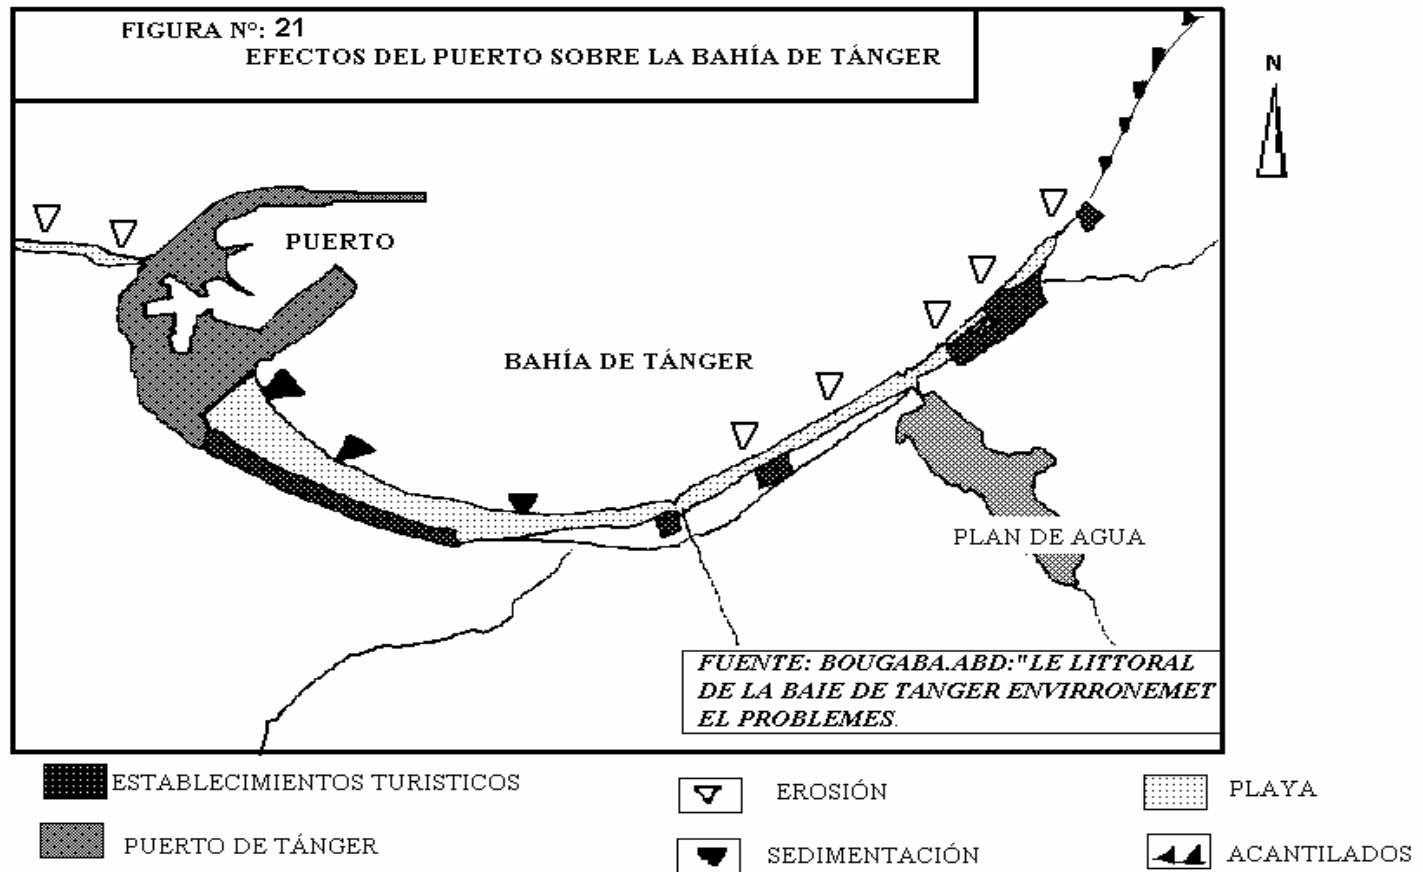 FIGURA Nº: 21
EFECTOS DEL PUERTO SOBRE LA BAHÍA DE TÁNGER
N
PUERTO
BAHÍA DE TÁNGER
PLAN DE AGUA
FUENTE: BOUGABA.ABD:"LE LITTORAL
DE LA BAIE DE TANGER ENVIRRONEMET
EL PROBLEMES.
ESTABLECIMIENTOS TURISTICOS
EROSIÓN
PLAYA
PUERTO DE TÁNGER
SEDIMENTACIÓN
ACANTILADOS